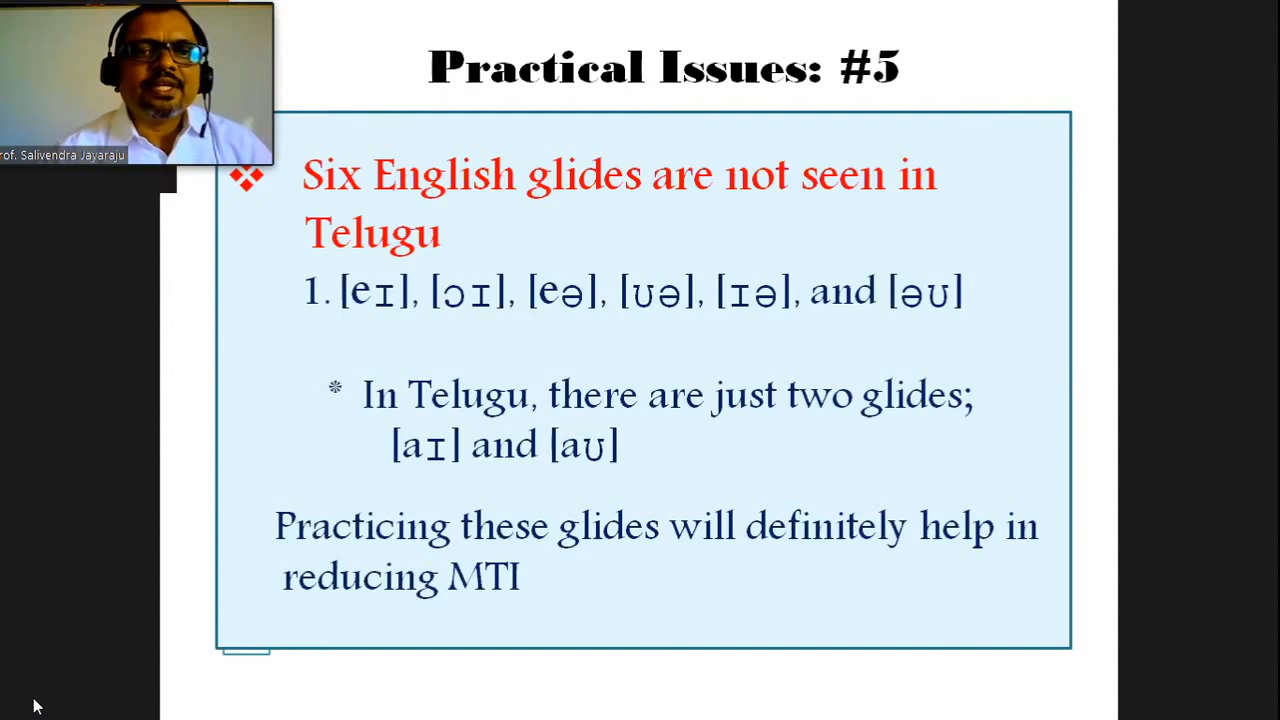 Practical Issues: #5
rof. Salivendra Jayaraju
❖ Six English glides are not seen in
Telugu
1. [eɪ], [ɔɪ], [eə], [ʊə], [ɪə], and [əʊ]
* In Telugu, there are just two glides;
[aɪ] and [aʊ]
Practicing these glides will definitely help in
reducing MTI